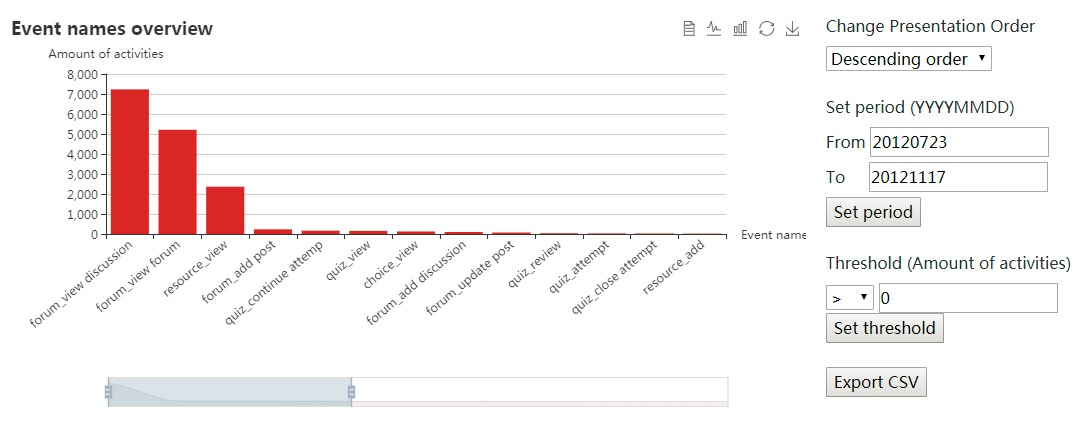 Event names overview
Amount of activities
8,000
7,000
6,000
5,000
4,000
3,000
2,000
1,000
0
forum_view discussion
forum_view forum
resource_view
forum_add post
quiz_continue attemp
quiz_view
choice_view
forum_add discussion
forum_update post
quiz_review
quiz_attempt
quiz_close attempt
resource_add
Event name
Change Presentation Order
Descending order
Set period (YYYYMMDD)
From 20120723
To 20121117
Set period
Threshold (Amount of activities)
> 0
Set threshold
Export CSV